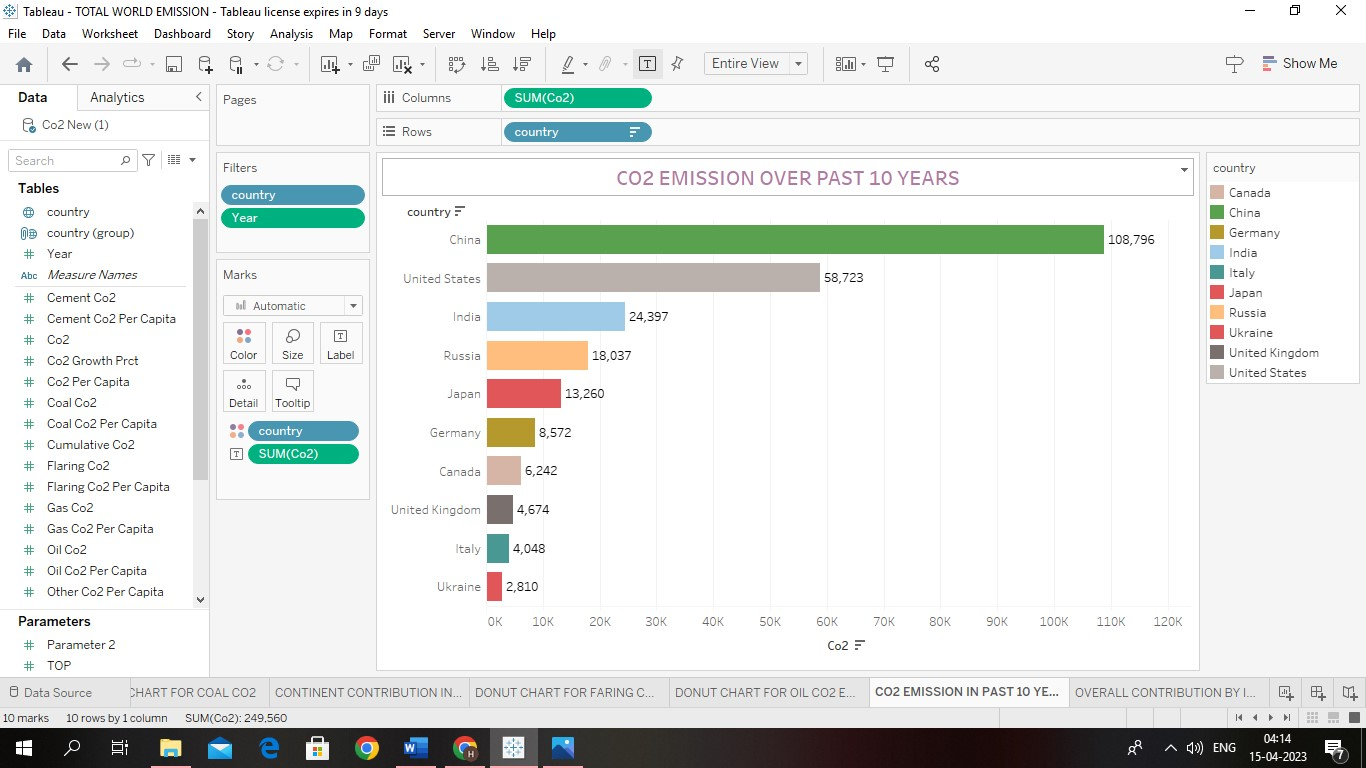 Tableau - TOTAL WORLD EMISSION - Tableau license expires in 9 days
File Data Worksheet Dashboard Story Analysis Map Format Server Window Help
Entire View
Show Me
Data Analytics
Co2 New (1)
Search
Tables
country
country (group)
Year
Abc Measure Names
Cement Co2
Cement Co2 Per Capita
Co2
Co2 Growth Prct
Co2 Per Capita
Coal Co2
Coal Co2 Per Capita
Cumulative Co2
Flaring Co2
Flaring Co2 Per Capita
Gas Co2
Gas Co2 Per Capita
Oil Co2
Oil Co2 Per Capita
Other Co2 Per Capita
Parameters
Parameter 2
TOP
Pages
Filters
country
Year
Marks
Automatic
Color Size Label
Detail Tooltip
country
SUM(Co2)
Columns SUM(Co2)
Rows country
CO2 EMISSION OVER PAST 10 YEARS
country
China 108,796
United States 58,723
India 24,397
Russia 18,037
Japan 13,260
Germany 8,572
Canada 6,242
United Kingdom 4,674
Italy 4,048
Ukraine 2,810
0K 10K 20K 30K 40K 50K 60K 70K 80K 90K 100K 110K 120K
Co2
country
Canada
China
Germany
India
Italy
Japan
Russia
Ukraine
United Kingdom
United States
Data Source CHART FOR COAL CO2 CONTINENT CONTRIBUTION IN... DONUT CHART FOR FARING C... DONUT CHART FOR OIL CO2 E... CO2 EMISSION IN PAST 10 YE... OVERALL CONTRIBUTION BY I...
10 marks 10 rows by 1 column SUM(Co2): 249,560
ENG
04:14
15-04-2023
7